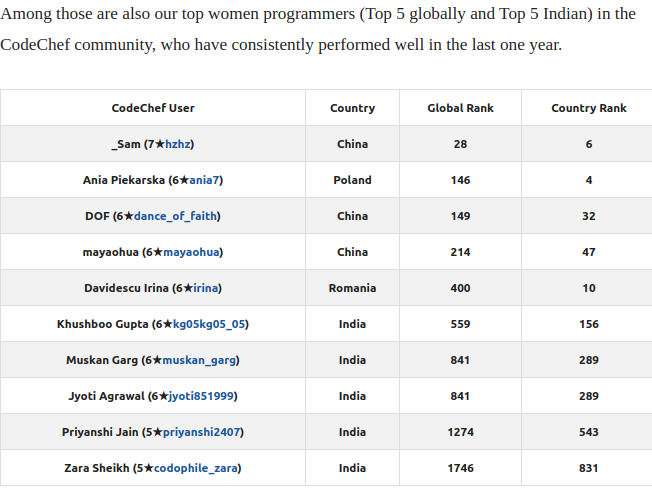 Among those are also our top women programmers (Top 5 globally and Top 5 Indian) in the
CodeChef community, who have consistently performed well in the last one year.
CodeChef User Country Global Rank Country Rank
_Sam (7★hzhz) China 28 6
Ania Piekarska (6★ania7) Poland 146 4
DOF (6★dance_of_faith) China 149 32
mayaohua (6★mayaohua) China 214 47
Davidescu Irina (6★irina) Romania 400 10
Khushboo Gupta (6★kg05kg05_05) India 559 156
Muskan Garg (6★muskan_garg) India 841 289
Jyoti Agrawal (6★jyoti851999) India 841 289
Priyanshi Jain (5★priyanshi2407) India 1274 543
Zara Sheikh (5★codophile_zara) India 1746 831